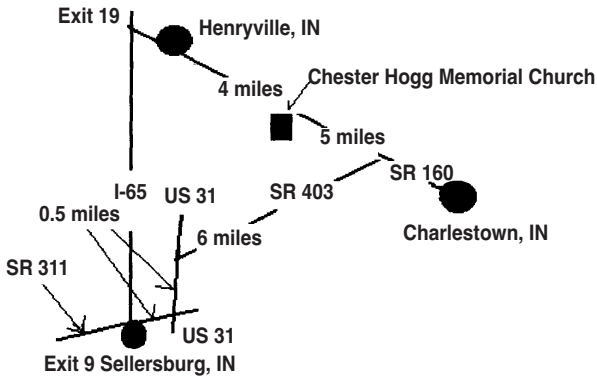 Exit 19
Henryville, IN
4 miles
Chester Hogg Memorial Church
5 miles
SR 160
I-65
US 31
SR 403
0.5 miles
6 miles
Charlestown, IN
SR 311
US 31
Exit 9 Sellersburg, IN